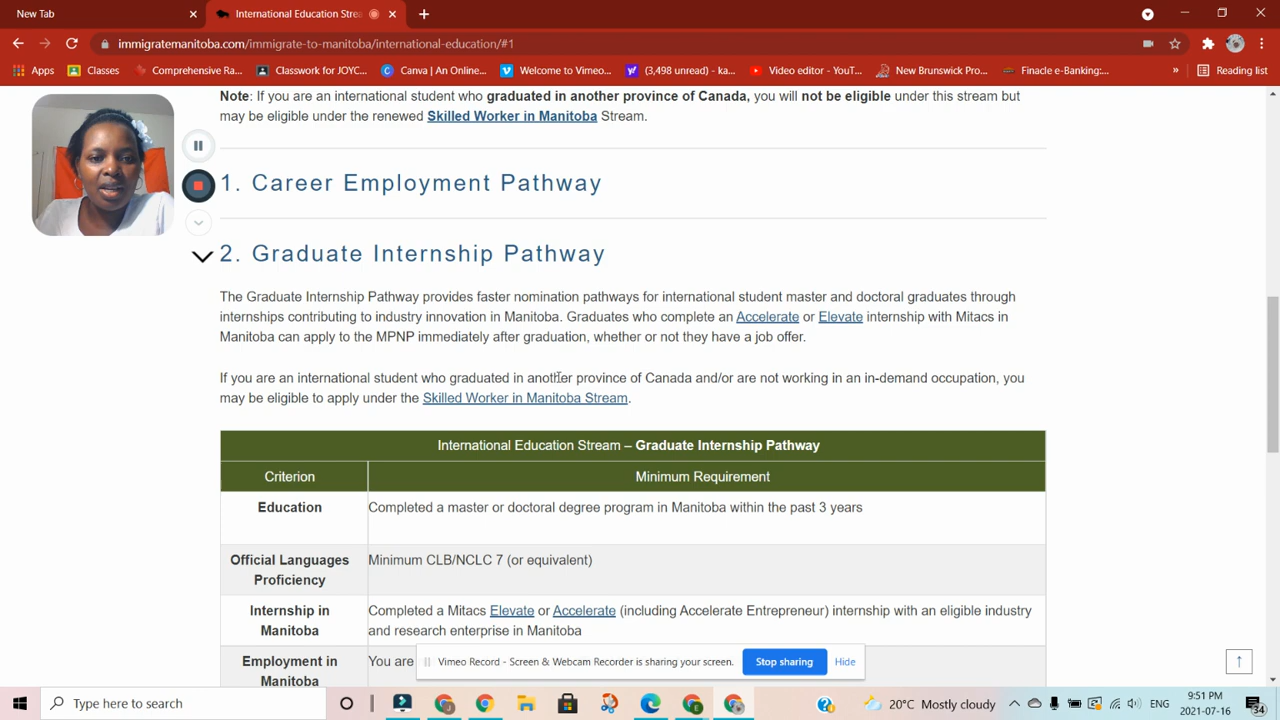 New Tab
International Education Strea
immigratemanitoba.com/immigrate-to-manitoba/international-education/#1
Apps
Classes
Comprehensive Ra...
Classwork for JOYC...
Canva | An Online...
Welcome to Vimeo...
(3,498 unread) - ka...
Video editor - YouT...
New Brunswick Pro...
Finacle e-Banking:...
»
Reading list
Note: If you are an international student who graduated in another province of Canada, you will not be eligible under this stream but
may be eligible under the renewed Skilled Worker in Manitoba Stream.
1. Career Employment Pathway
2. Graduate Internship Pathway
The Graduate Internship Pathway provides faster nomination pathways for international student master and doctoral graduates through
internships contributing to industry innovation in Manitoba. Graduates who complete an Accelerate or Elevate internship with Mitacs in
Manitoba can apply to the MPNP immediately after graduation, whether or not they have a job offer.
If you are an international student who graduated in another province of Canada and/or are not working in an in-demand occupation, you
may be eligible to apply under the Skilled Worker in Manitoba Stream.
International Education Stream – Graduate Internship Pathway
Criterion
Minimum Requirement
Education
Completed a master or doctoral degree program in Manitoba within the past 3 years
Official Languages
Proficiency
Minimum CLB/NCLC 7 (or equivalent)
Internship in
Manitoba
Completed a Mitacs Elevate or Accelerate (including Accelerate Entrepreneur) internship with an eligible industry
and research enterprise in Manitoba
Employment in
Manitoba
You are
Vimeo Record - Screen & Webcam Recorder is sharing your screen.
Stop sharing
Hide
Type here to search
20°C Mostly cloudy
ENG
9:51 PM
2021-07-16
34